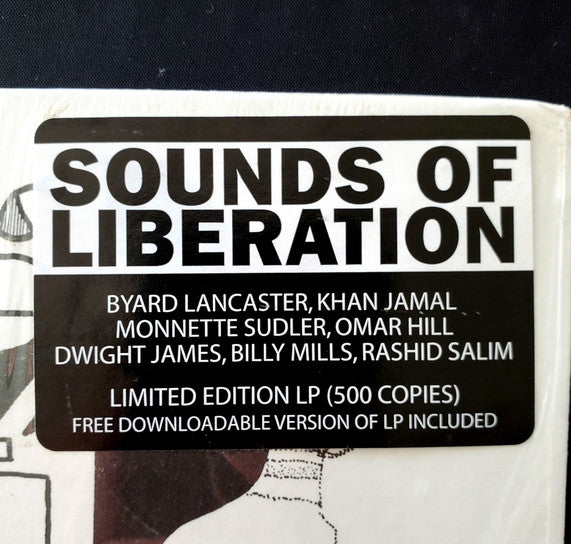 SOUNDS OF
LIBERATION
BYARD LANCASTER, KHAN JAMAL
MONNETTE SUDLER, OMAR HILL
DWIGHT JAMES, BILLY MILLS, RASHID SALIM
LIMITED EDITION LP (500 COPIES)
FREE DOWNLOADABLE VERSION OF LP INCLUDED